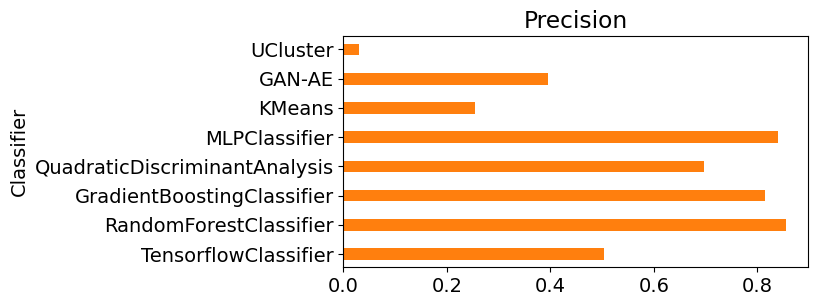 Precision
Classifier
UCluster
GAN-AE
KMeans
MLPClassifier
QuadraticDiscriminantAnalysis
GradientBoostingClassifier
RandomForestClassifier
TensorflowClassifier
0.0 0.2 0.4 0.6 0.8